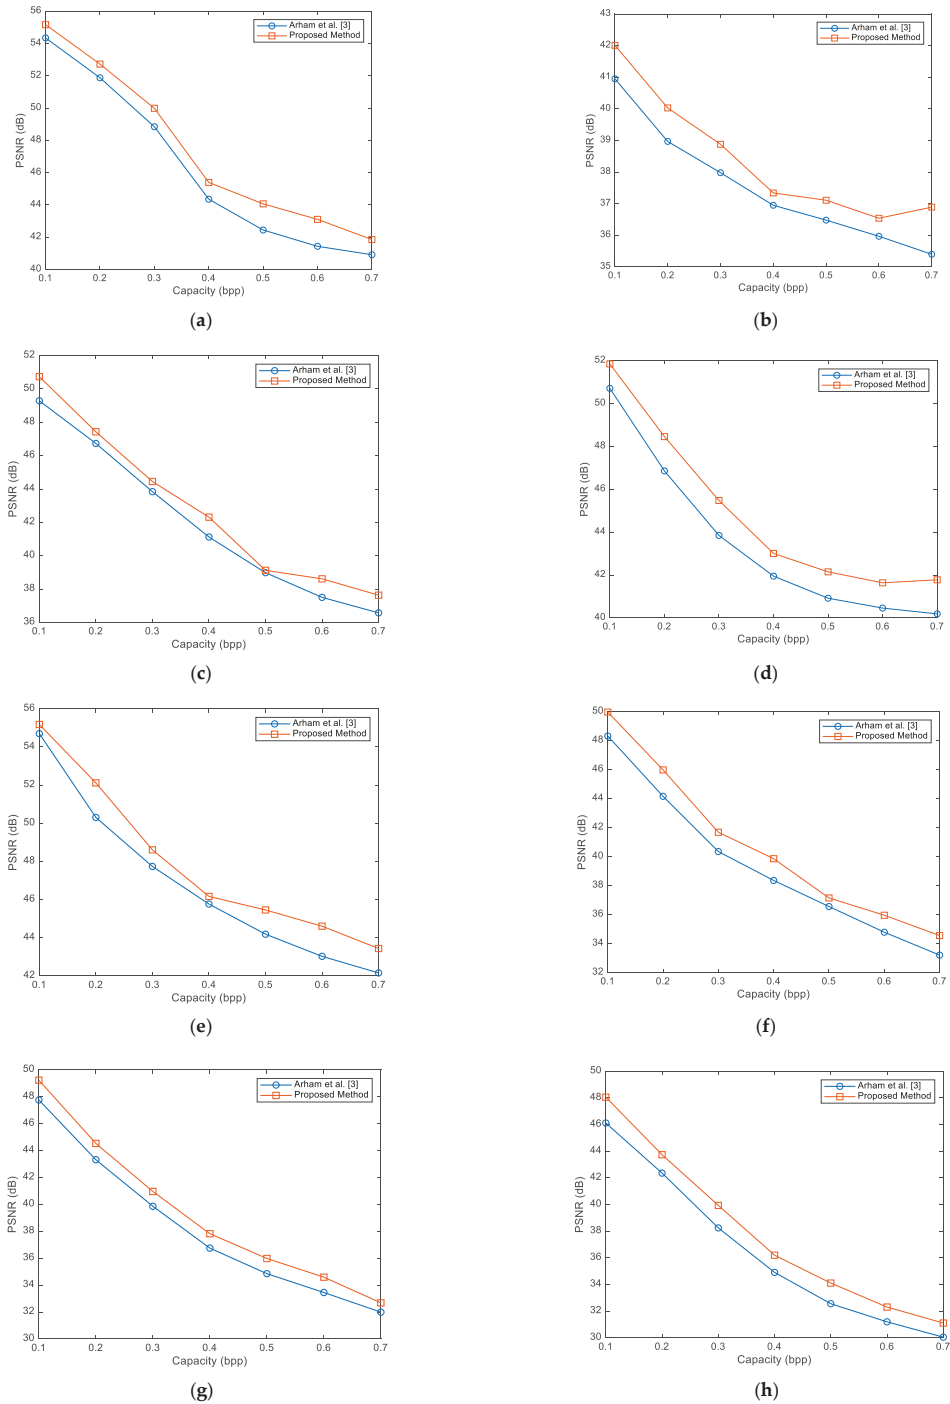 56
54
52
50
48
46
44
42
40
PSNR (dB)
0.1 0.2 0.3 0.4 0.5 0.6 0.7
Capacity (bpp)
Arham et al. [3]
Proposed Method
(a)
43
42
41
40
39
38
37
36
35
PSNR (dB)
0.1 0.2 0.3 0.4 0.5 0.6 0.7
Capacity (bpp)
Arham et al. [3]
Proposed Method
(b)
52
50
48
46
44
42
40
38
36
PSNR (dB)
0.1 0.2 0.3 0.4 0.5 0.6 0.7
Capacity (bpp)
Arham et al. [3]
Proposed Method
(c)
52
50
48
46
44
42
40
PSNR (dB)
0.1 0.2 0.3 0.4 0.5 0.6 0.7
Capacity (bpp)
Arham et al. [3]
Proposed Method
(d)
56
54
52
50
48
46
44
42
PSNR (dB)
0.1 0.2 0.3 0.4 0.5 0.6 0.7
Capacity (bpp)
Arham et al. [3]
Proposed Method
(e)
50
48
46
44
42
40
38
36
34
32
PSNR (dB)
0.1 0.2 0.3 0.4 0.5 0.6 0.7
Capacity (bpp)
Arham et al. [3]
Proposed Method
(f)
50
48
46
44
42
40
38
36
34
32
30
PSNR (dB)
0.1 0.2 0.3 0.4 0.5 0.6 0.7
Capacity (bpp)
Arham et al. [3]
Proposed Method
(g)
50
48
46
44
42
40
38
36
34
32
30
PSNR (dB)
0.1 0.2 0.3 0.4 0.5 0.6 0.7
Capacity (bpp)
Arham et al. [3]
Proposed Method
(h)